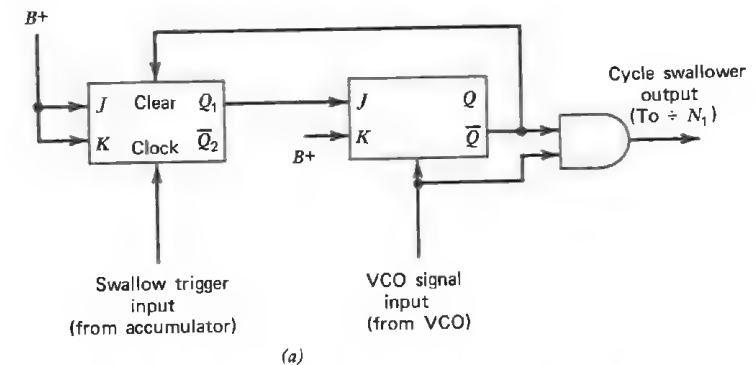 B+
J Clear Q₁
K Clock Q̅₂
B+
J Q
K Q̅
Cycle swallower
output
(To ÷ N₁)
Swallow trigger
input
(from accumulator)
VCO signal
input
(from VCO)
(a)